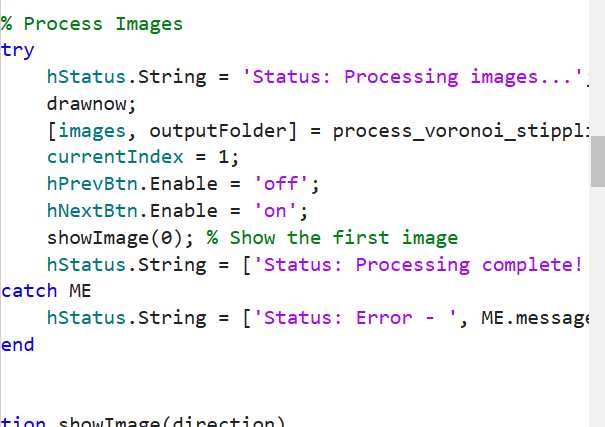 % Process Images
try
    hStatus.String = 'Status: Processing images...';
    drawnow;
    [images, outputFolder] = process_voronoi_stippli
    currentIndex = 1;
    hPrevBtn.Enable = 'off';
    hNextBtn.Enable = 'on';
    showImage(0); % Show the first image
    hStatus.String = ['Status: Processing complete!
catch ME
    hStatus.String = ['Status: Error - ', ME.message
end
tion showImage(direction)